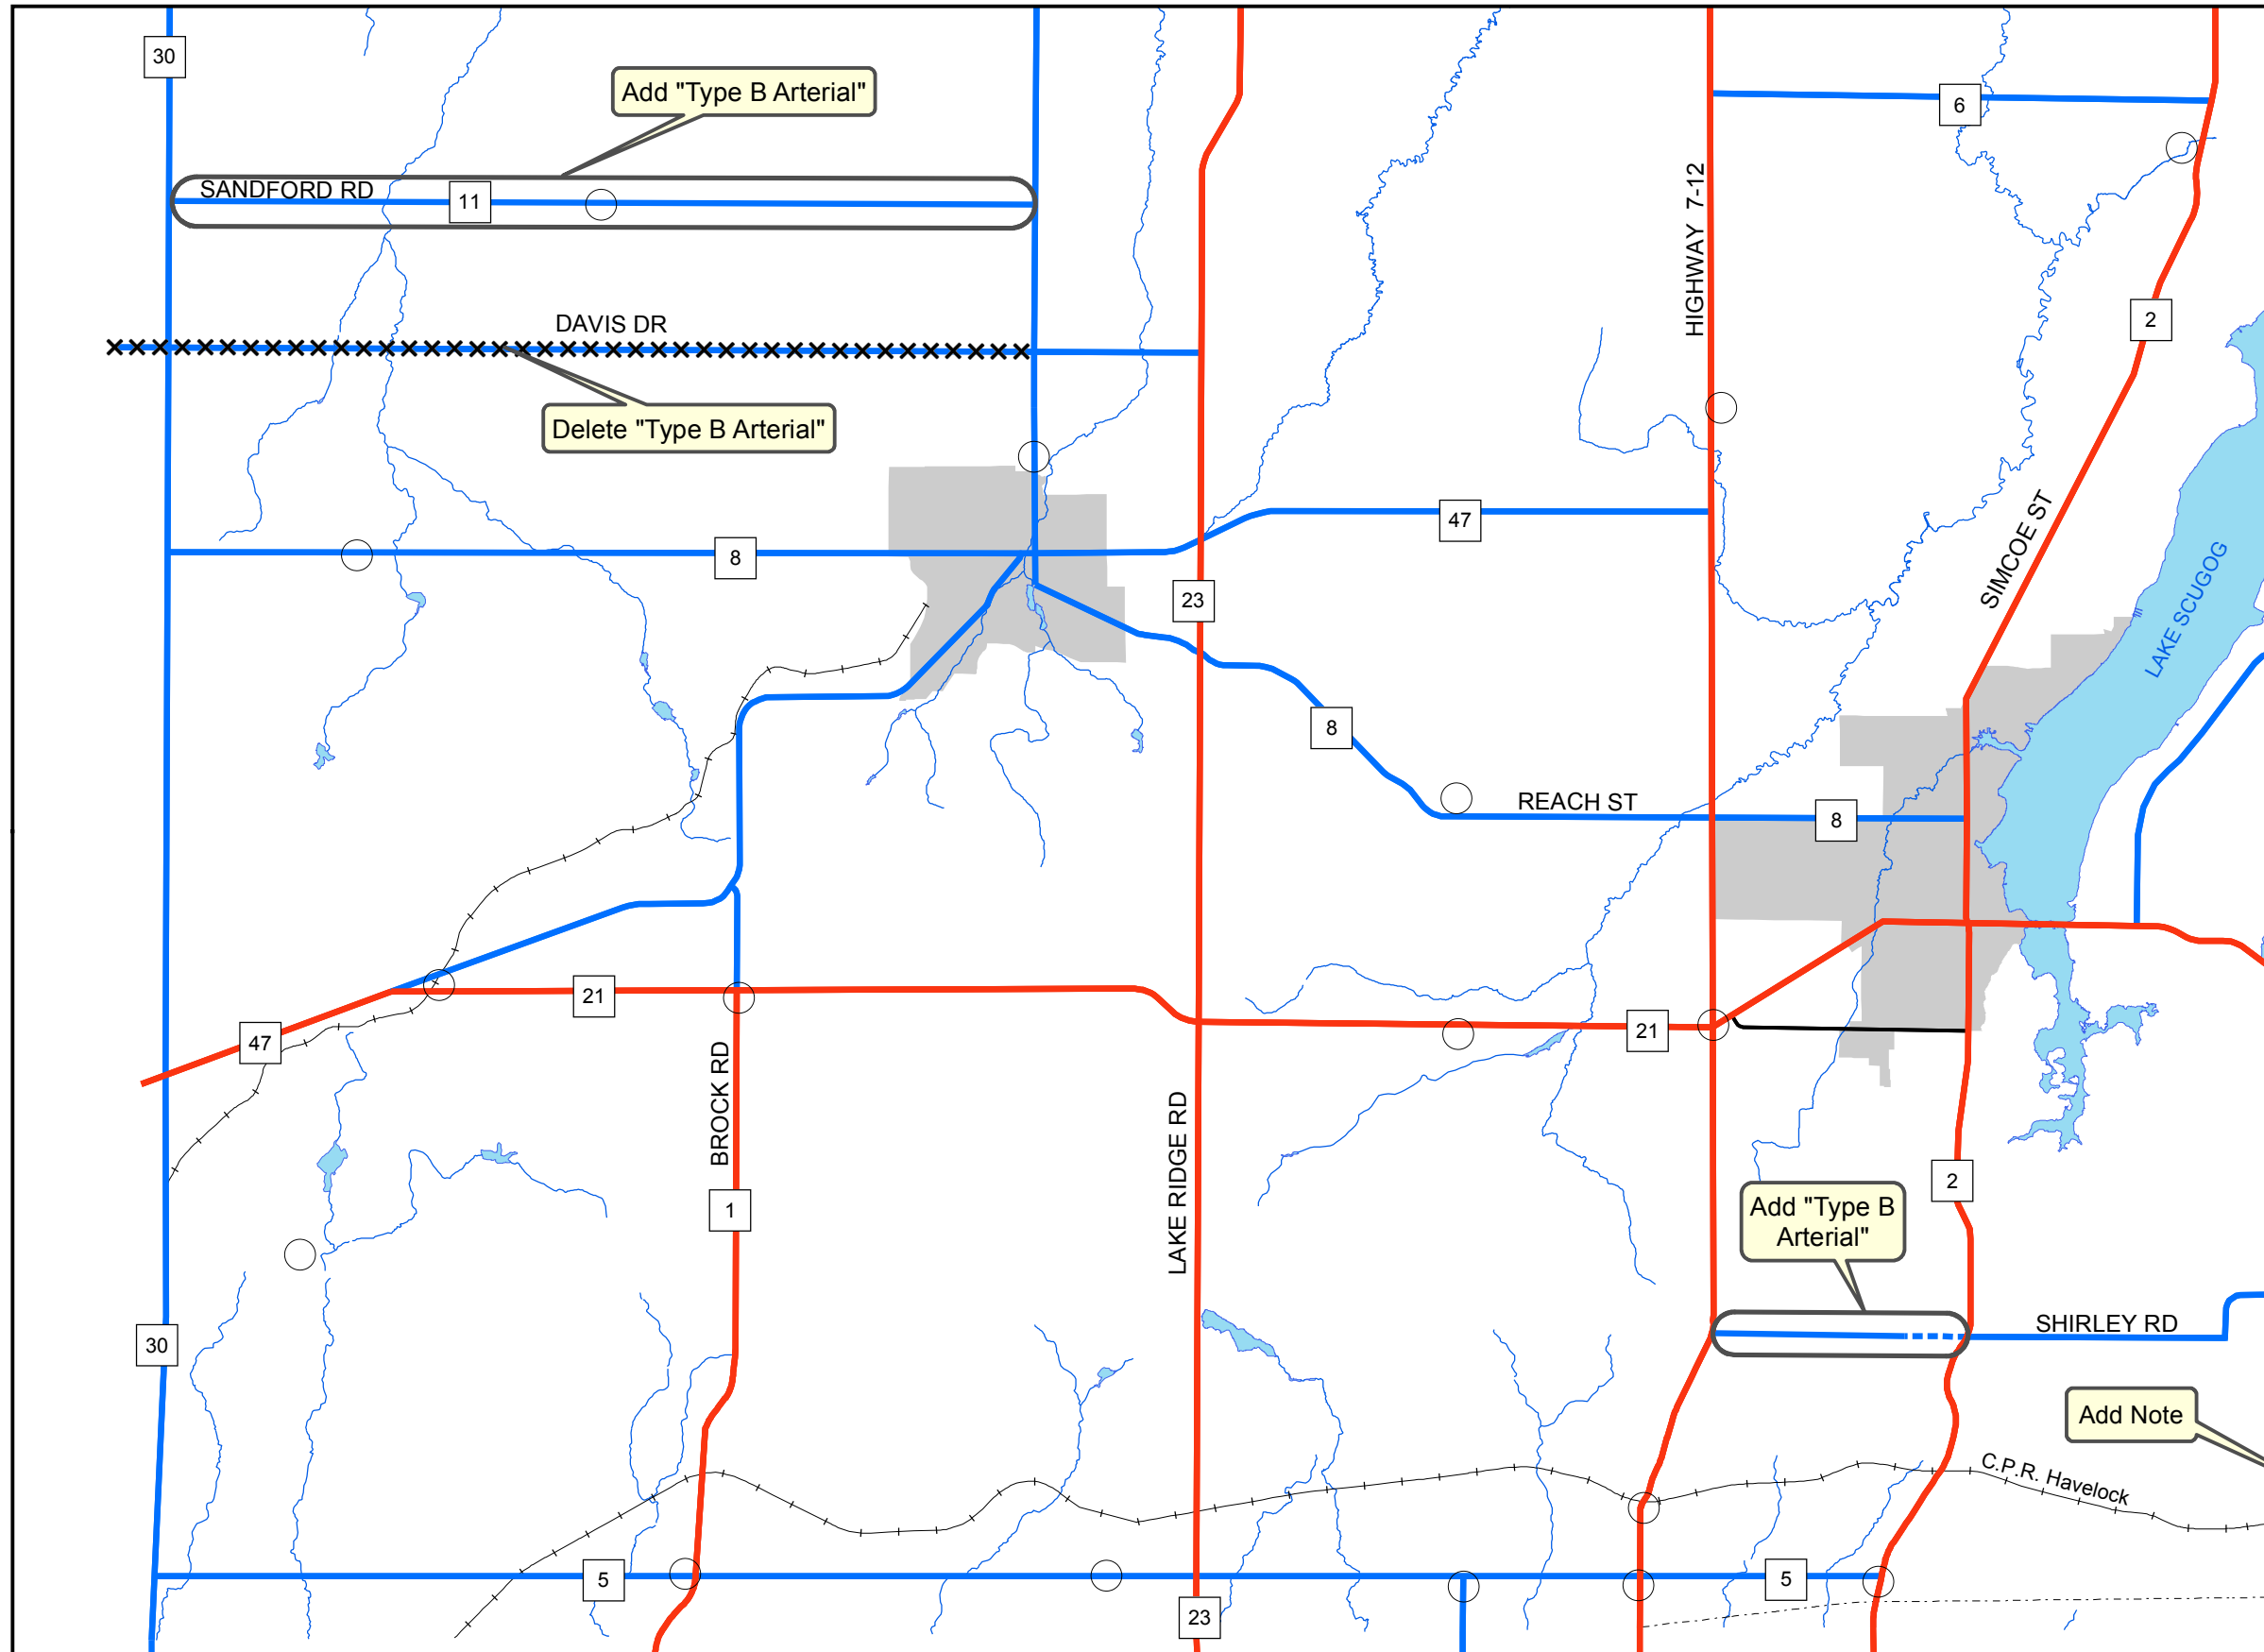 30
Add "Type B Arterial"
6
SANDFORD RD
11
HIGHWAY 7-12
DAVIS DR
2
Delete "Type B Arterial"
47
8
SIMCOE ST
LAKE SCUGOG
23
8
REACH ST
8
21
21
47
BROCK RD
LAKE RIDGE RD
1
2
Add "Type B
Arterial"
30
SHIRLEY RD
Add Note
C.P.R. Havelock
5
5
23